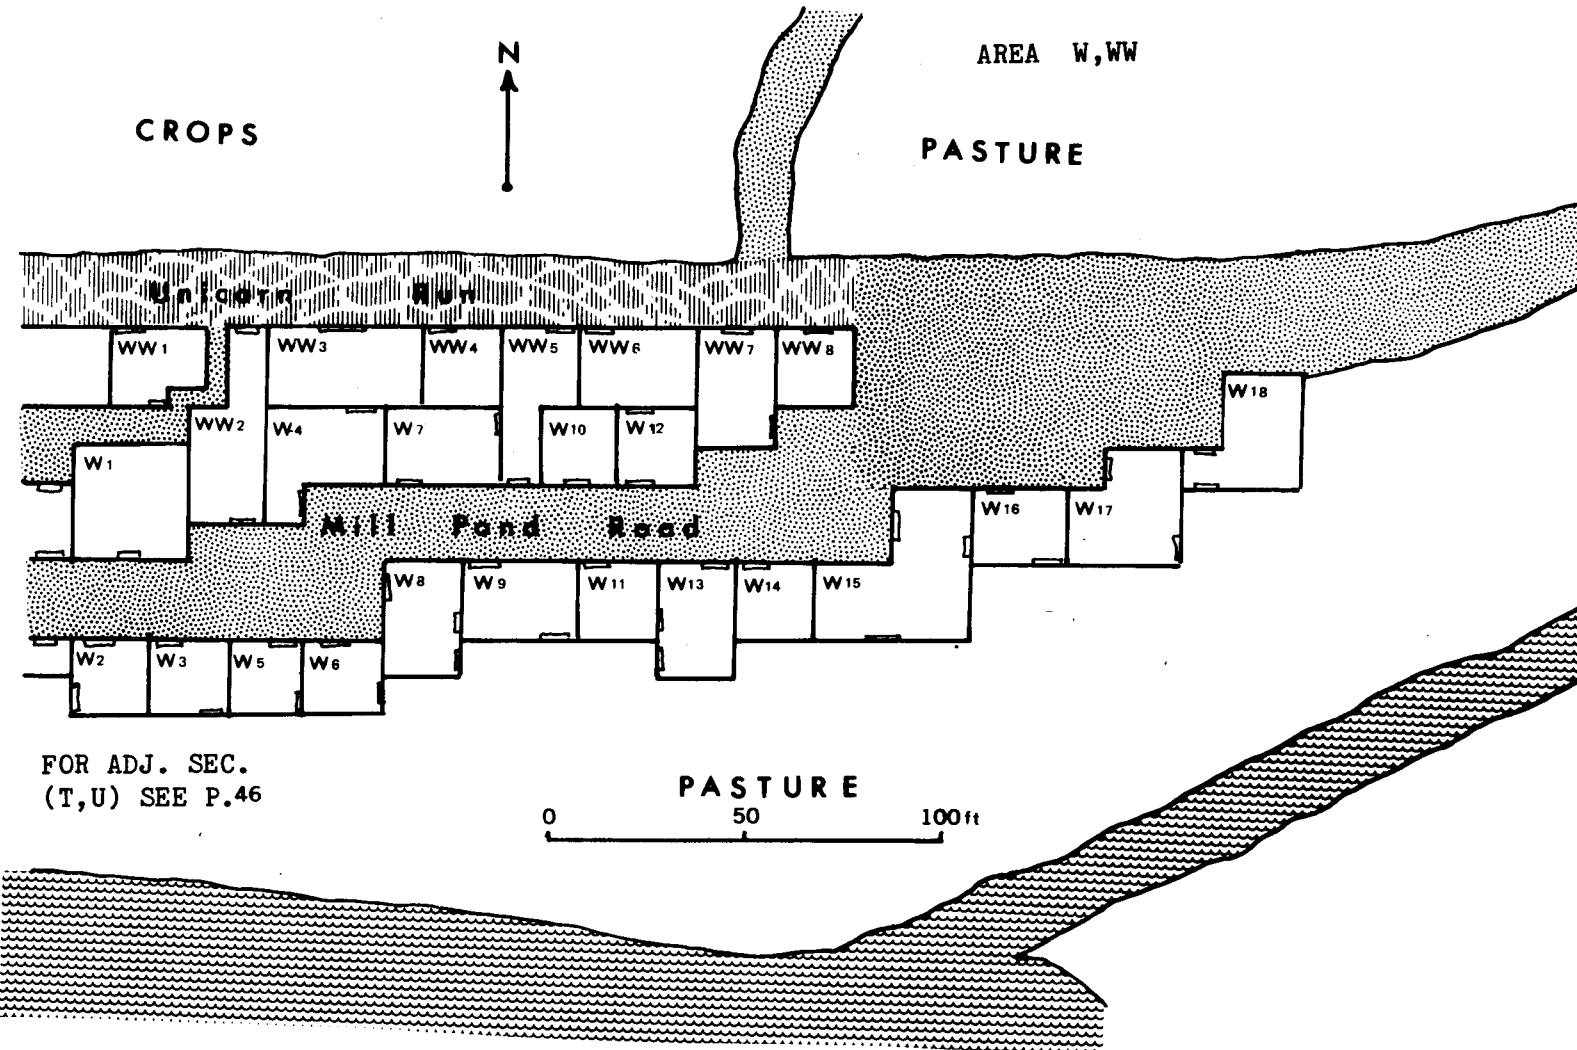 N
AREA W,WW
CROPS
PASTURE
Unicorn Run
WW1
WW2
WW3
WW4
WW5
WW6
WW7
WW8
W1
W4
W7
W10
W12
W18
Mill Pond Road
W16
W17
W8
W9
W11
W13
W14
W15
W2
W3
W5
W6
FOR ADJ. SEC.
(T,U) SEE P.46
PASTURE
0 50 100ft